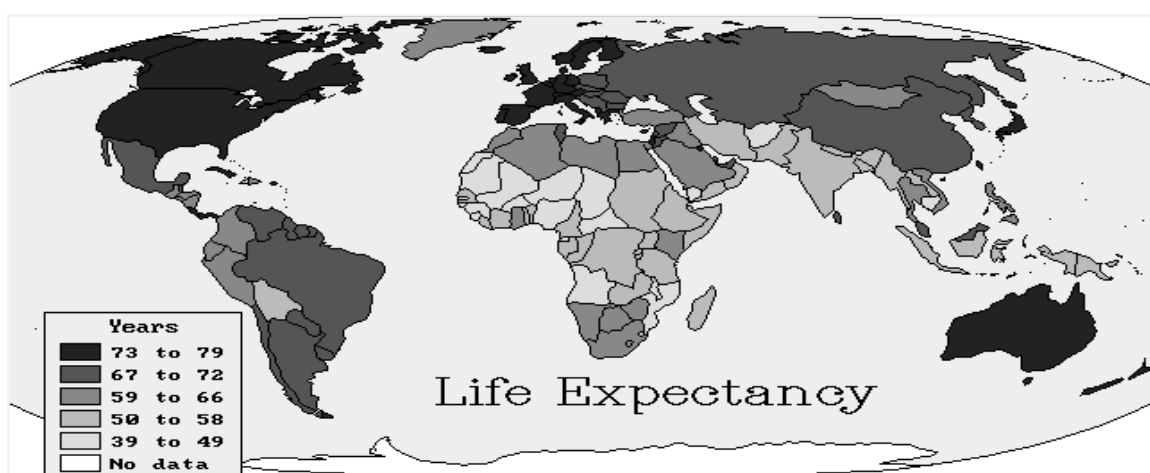 Years
73 to 79
67 to 72
59 to 66
50 to 58
39 to 49
No data
Life Expectancy